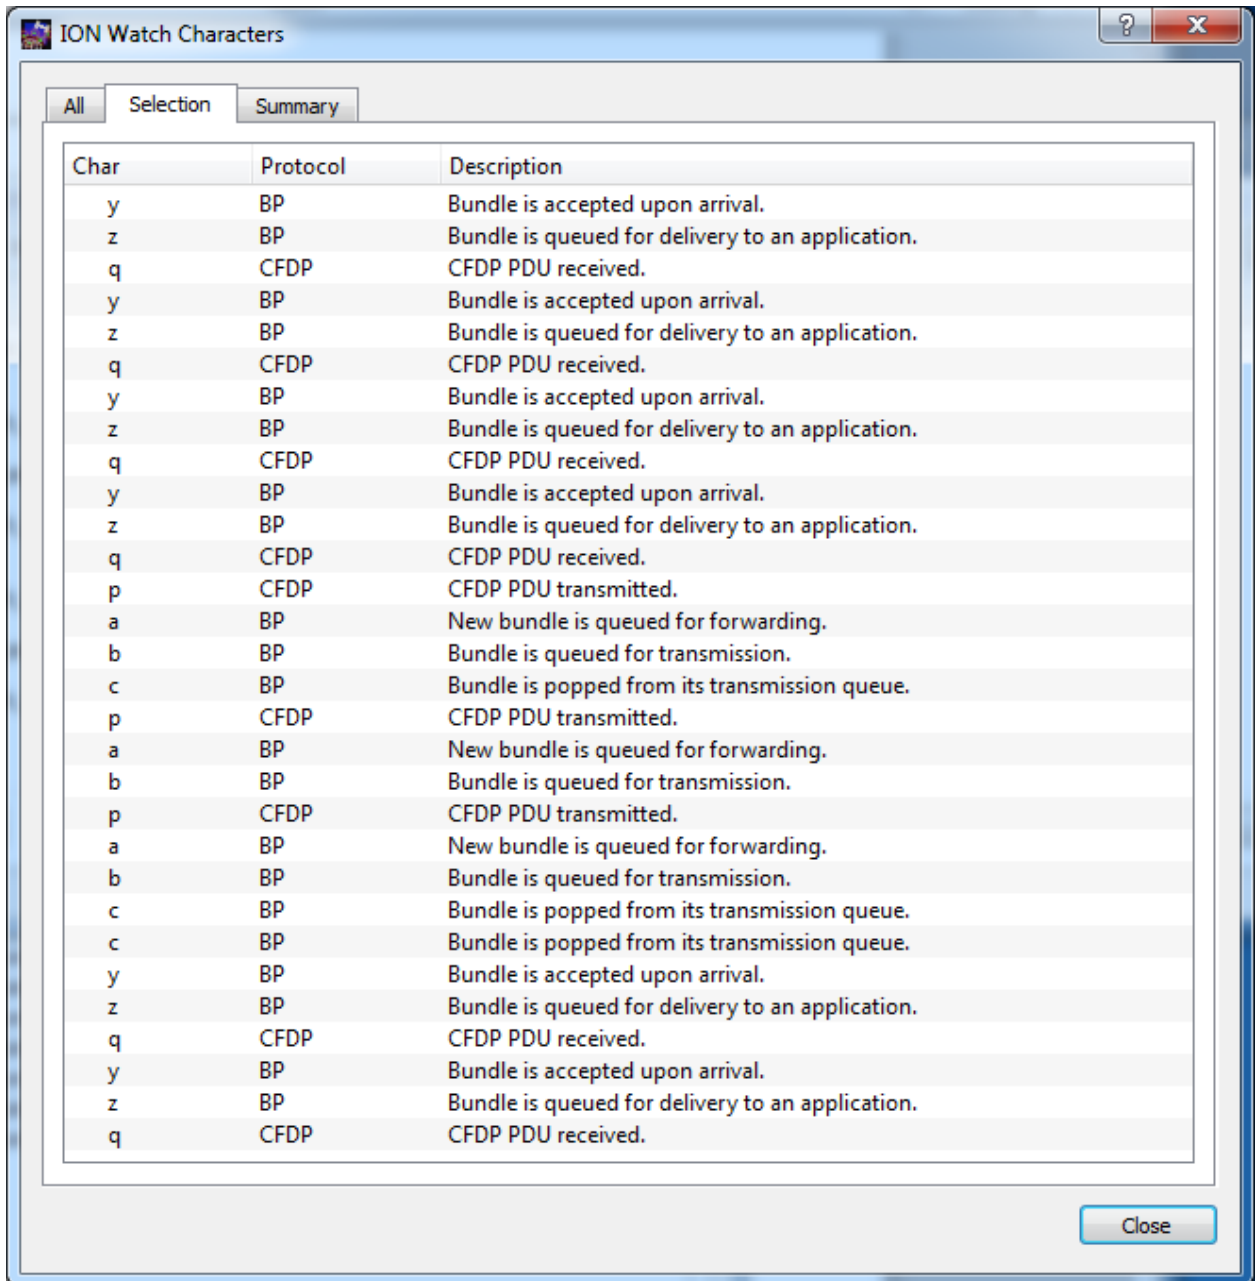 ION Watch Characters
All Selection Summary
Char Protocol Description
y BP Bundle is accepted upon arrival.
z BP Bundle is queued for delivery to an application.
q CFDP CFDP PDU received.
y BP Bundle is accepted upon arrival.
z BP Bundle is queued for delivery to an application.
q CFDP CFDP PDU received.
y BP Bundle is accepted upon arrival.
z BP Bundle is queued for delivery to an application.
q CFDP CFDP PDU received.
y BP Bundle is accepted upon arrival.
z BP Bundle is queued for delivery to an application.
q CFDP CFDP PDU received.
p CFDP CFDP PDU transmitted.
a BP New bundle is queued for forwarding.
b BP Bundle is queued for transmission.
c BP Bundle is popped from its transmission queue.
p CFDP CFDP PDU transmitted.
a BP New bundle is queued for forwarding.
b BP Bundle is queued for transmission.
p CFDP CFDP PDU transmitted.
a BP New bundle is queued for forwarding.
b BP Bundle is queued for transmission.
c BP Bundle is popped from its transmission queue.
c BP Bundle is popped from its transmission queue.
y BP Bundle is accepted upon arrival.
z BP Bundle is queued for delivery to an application.
q CFDP CFDP PDU received.
y BP Bundle is accepted upon arrival.
z BP Bundle is queued for delivery to an application.
q CFDP CFDP PDU received.
Close